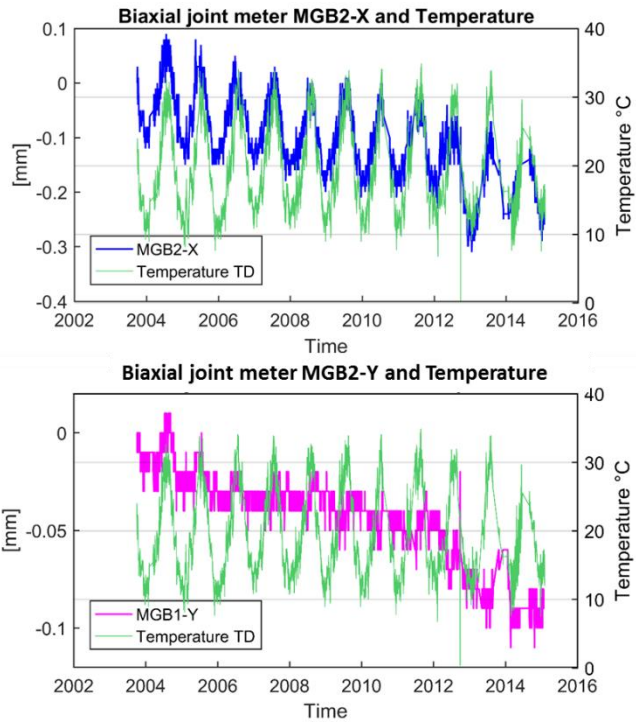 Biaxial joint meter MGB2-X and Temperature
0.1
0
-0.1
-0.2
-0.3
-0.4
[mm]
40
30
20
10
0
Temperature °C
MGB2-X
Temperature TD
2002 2004 2006 2008 2010 2012 2014 2016
Time
Biaxial joint meter MGB2-Y and Temperature
0
-0.05
-0.1
[mm]
40
30
20
10
0
Temperature °C
MGB1-Y
Temperature TD
2002 2004 2006 2008 2010 2012 2014 2016
Time